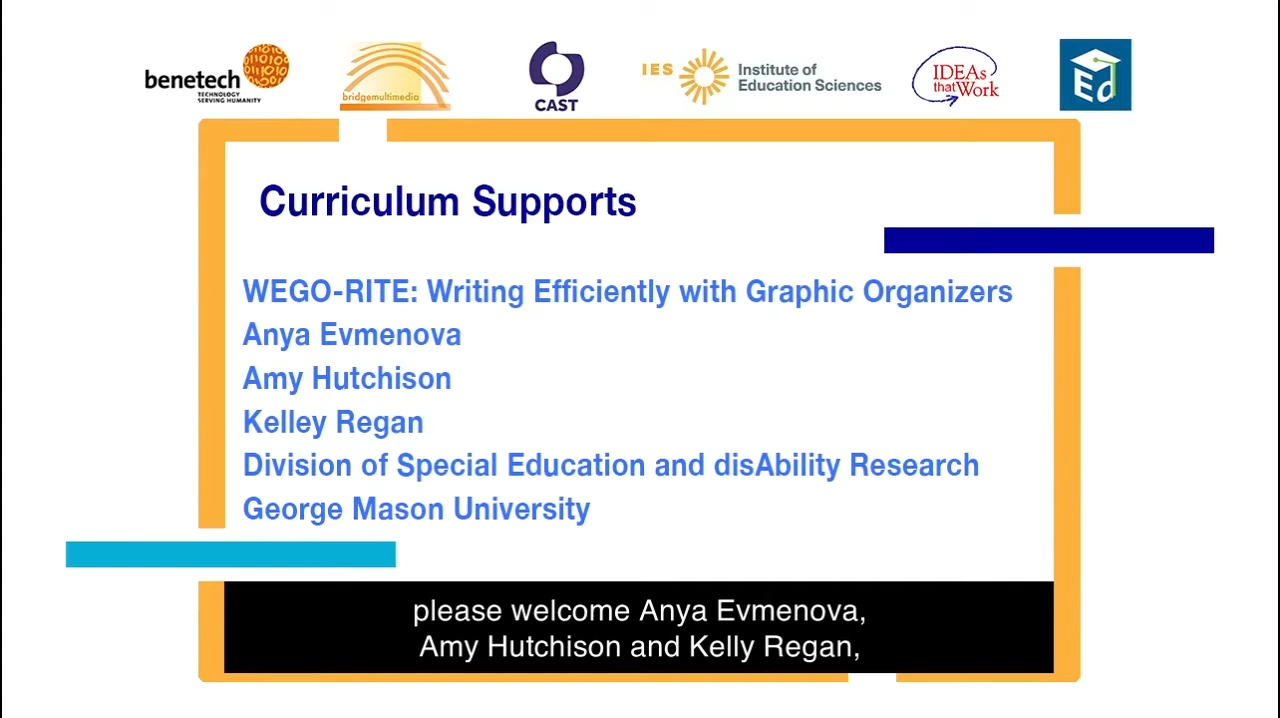 benetech
TECHNOLOGY
SERVING HUMANITY
bridgemultimedia
CAST
IES
Institute of
Education Sciences
IDEAs
that Work
Ed
Curriculum Supports
WEGO-RITE: Writing Efficiently with Graphic Organizers
Anya Evmenova
Amy Hutchison
Kelley Regan
Division of Special Education and disAbility Research
George Mason University
please welcome Anya Evmenova,
Amy Hutchison and Kelly Regan,